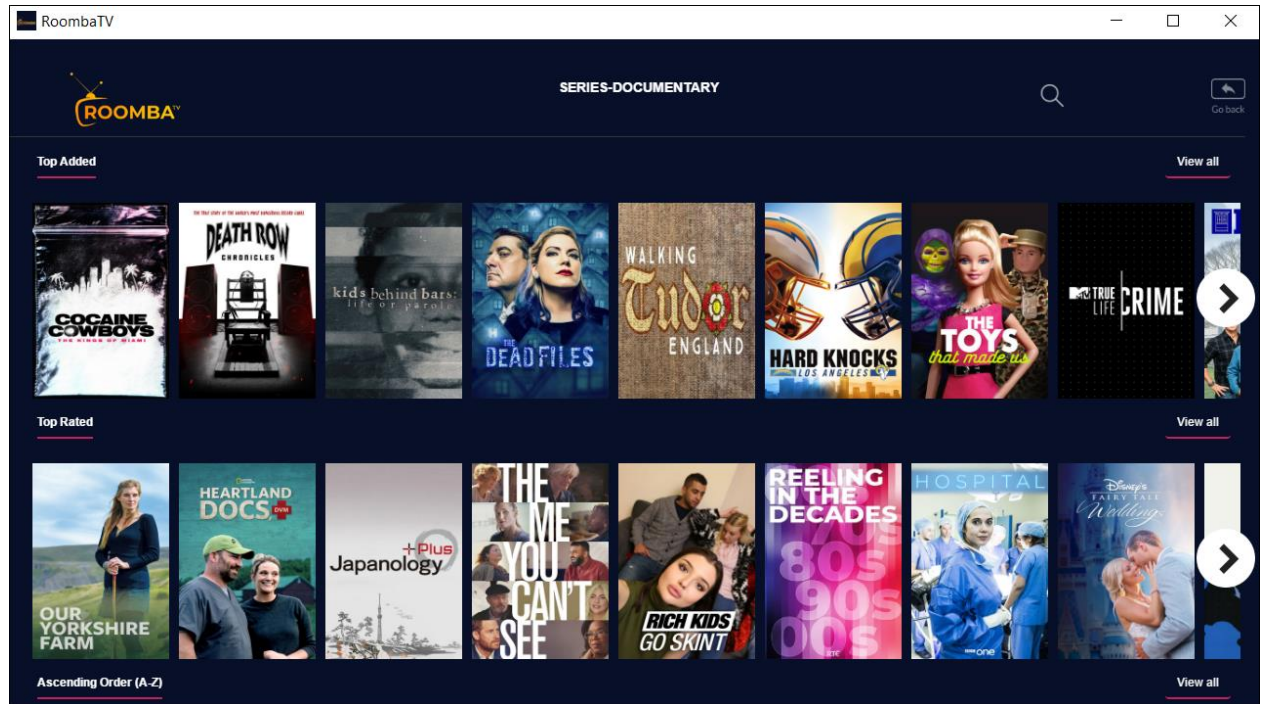 RoombaTV
ROOMBA TV
SERIES-DOCUMENTARY
Go back
Top Added
View all
COCAINE
COWBOYS
THE KINGS OF MIAMI
DEATH ROW
CHRONICLES
kids behind bars:
life or parole
THE
DEAD FILES
WALKING
Tudor
ENGLAND
HARD KNOCKS
LOS ANGELES
THE
TOYS
that made us
MTV TRUE
LIFE CRIME
Top Rated
View all
OUR
YORKSHIRE
FARM
HEARTLAND
DOCS DVM
+Plus
Japanology
THE
ME
YOU
CAN'T
SEE
RICH KIDS
GO SKINT
REELING
IN THE
DECADES
70s
80s
90s
00s
RTÉ
HOSPITAL
one
Disney's
FAIRY TALE
Weddings
Ascending Order (A-Z)
View all